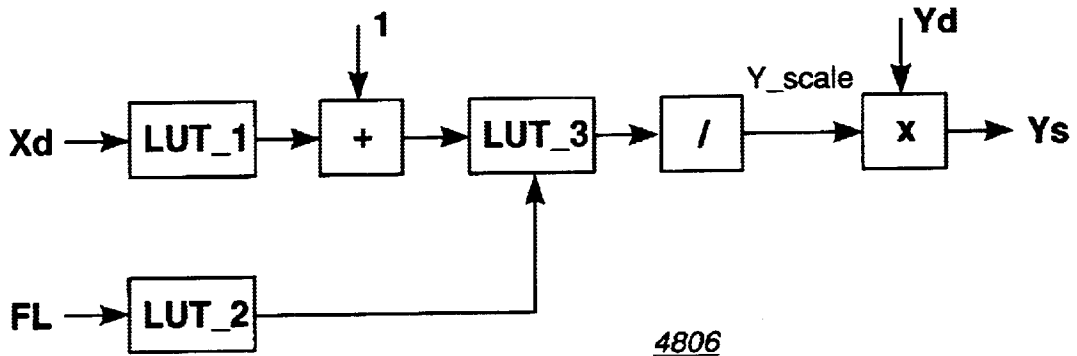 1
Yd
Y_scale
Xd
LUT_1
+
LUT_3
/
x
Ys
FL
LUT_2
4806